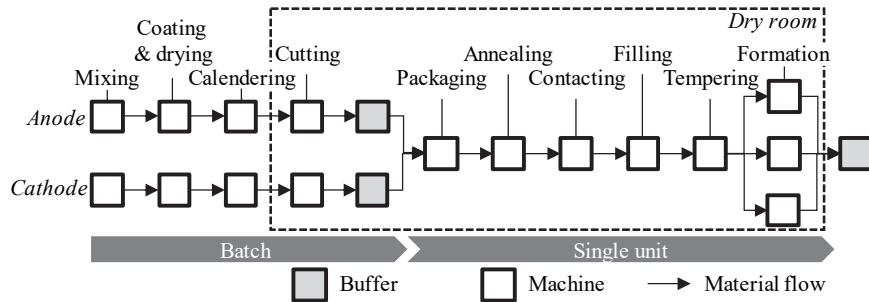 Dry room
Coating
& drying
Cutting
Annealing
Filling
Formation
Mixing
Calendering
Packaging
Contacting
Tempering
Anode
Cathode
Batch
Single unit
Buffer
Machine
Material flow